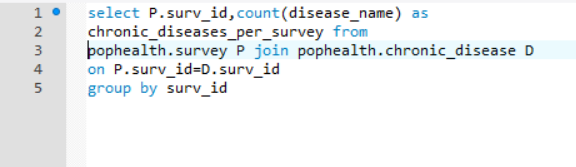 1 select P.surv_id,count(disease_name) as
2 chronic_diseases_per_survey from
3 pophealth.survey P join pophealth.chronic_disease D
4 on P.surv_id=D.surv_id
5 group by surv_id